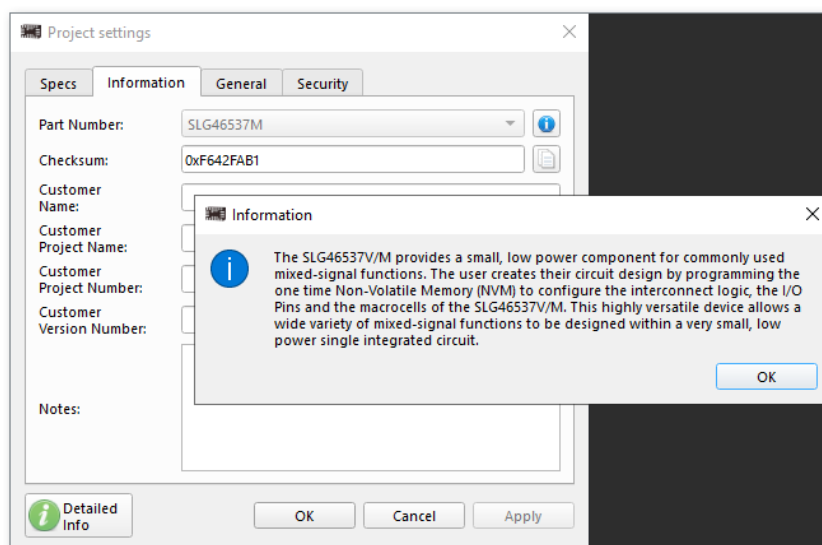 Project settings
Specs Information General Security
Part Number: SLG46537M
Checksum: 0xF642FAB1
Customer
Name:
Customer
Project Name:
Customer
Project Number:
Customer
Version Number:
Notes:
Information
The SLG46537V/M provides a small, low power component for commonly used
mixed-signal functions. The user creates their circuit design by programming the
one time Non-Volatile Memory (NVM) to configure the interconnect logic, the I/O
Pins and the macrocells of the SLG46537V/M. This highly versatile device allows a
wide variety of mixed-signal functions to be designed within a very small, low
power single integrated circuit.
OK
Detailed
Info
OK Cancel Apply